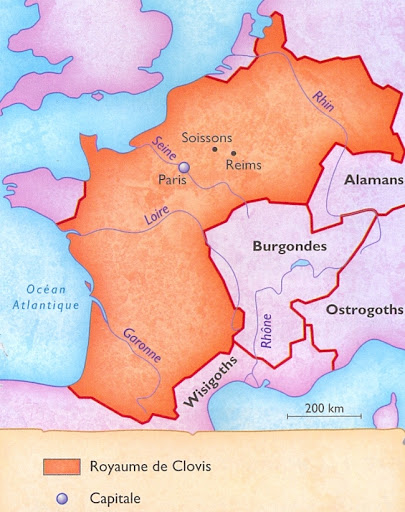 Rhin
Soissons
Seine
Reims
Paris
Alamans
Loire
Burgondes
Océan
Atlantique
Ostrogoths
Garonne
Rhône
Wisigoths
200 km
Royaume de Clovis
Capitale